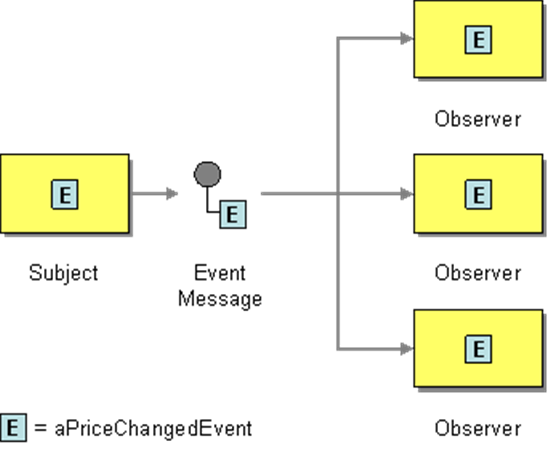 E
Observer
E
E
E
Subject
Event
Message
Observer
E
Observer
E = aPriceChangedEvent